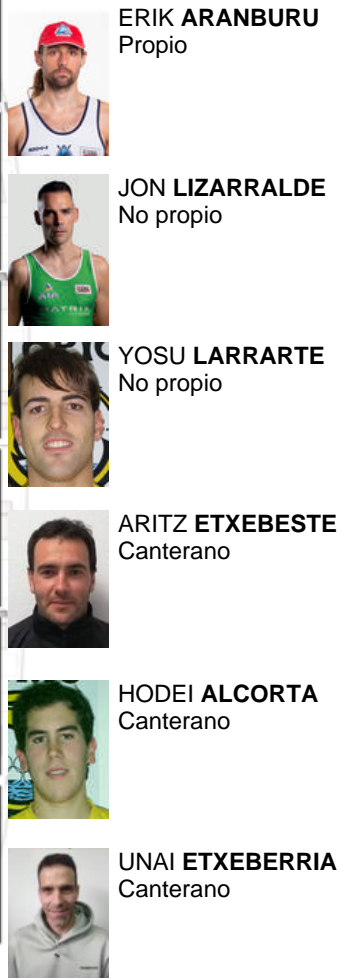 ERIK ARANBURU
Propio
JON LIZARRALDE
No propio
YOSU LARRARTE
No propio
ARITZ ETXEBESTE
Canterano
HODEI ALCORTA
Canterano
UNAI ETXEBERRIA
Canterano